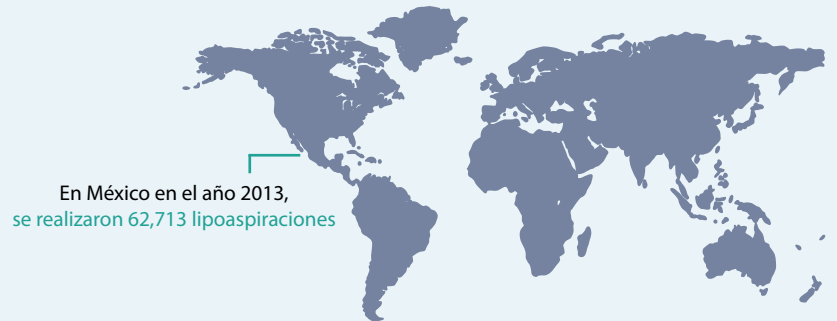 En México en el año 2013,
se realizaron 62,713 lipoaspiraciones